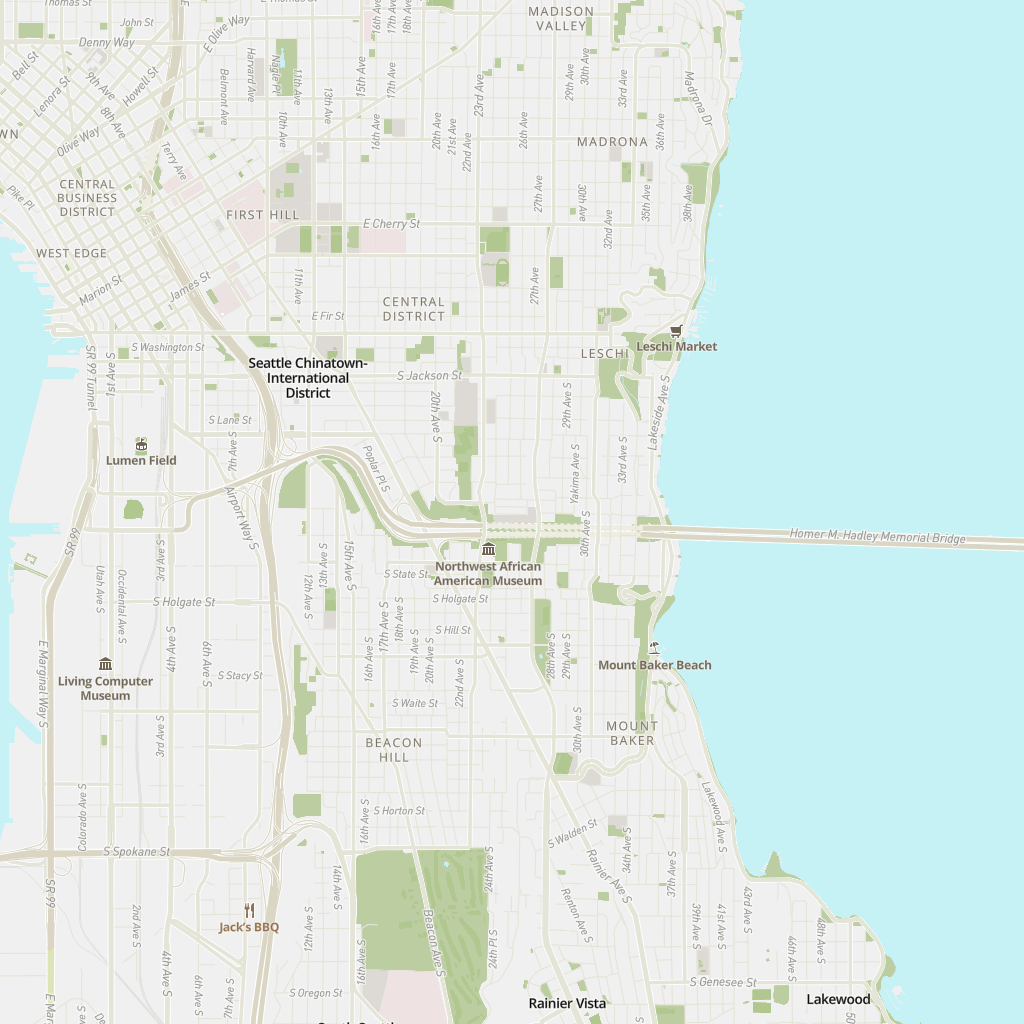 Thomas St
E Thomas St
MADISON
VALLEY
Denny Way
E Olive Way
John St
16th Ave
17th Ave
18th Ave
Bell St
9th Ave
Howell St
Lenora St
8th Ave
Belmont Ave
Harvard Ave
Nagle Pl
11th Ave
10th Ave
13th Ave
15th Ave
17th Ave
16th Ave
23rd Ave
20th Ave
21st Ave
22nd Ave
26th Ave
29th Ave
30th Ave
33rd Ave
Madrona Dr
36th Ave
MADRONA
Olive Way
Terry Ave
Pike Pl
CENTRAL
BUSINESS
DISTRICT
FIRST HILL
E Cherry St
27th Ave
30th Ave
32nd Ave
35th Ave
38th Ave
WEST EDGE
Marion St
James St
11th Ave
27th Ave
CENTRAL
DISTRICT
E Fir St
Leschi Market
LESCHI
S Washington St
SR 99 Tunnel
1st Ave S
Seattle Chinatown-
International
District
S Jackson St
20th Ave S
29th Ave S
Lakeside Ave S
S Lane St
7th Ave S
Lumen Field
Poplar Pl S
Yakima Ave S
33rd Ave S
Airport Way S
SR 99
3rd Ave S
30th Ave S
Homer M. Hadley Memorial Bridge
Northwest African
American Museum
S State St
S Holgate St
S Holgate St
Utah Ave S
Occidental Ave S
12th Ave S
13th Ave S
15th Ave S
17th Ave S
18th Ave S
S Hill St
16th Ave S
19th Ave S
20th Ave S
22nd Ave S
28th Ave S
29th Ave S
Mount Baker Beach
E Marginal Way S
4th Ave S
6th Ave S
Living Computer
Museum
S Stacy St
S Waite St
3rd Ave S
BEACON
HILL
30th Ave S
MOUNT
BAKER
Colorado Ave S
16th Ave S
S Horton St
Lakewood Ave S
S Walden St
S Spokane St
34th Ave S
Rainier Ave S
SR 99
2nd Ave S
14th Ave S
24th Ave S
37th Ave S
Renton Ave S
39th Ave S
41st Ave S
43rd Ave S
46th Ave S
48th Ave S
Jack's BBQ
12th Ave S
Beacon Ave S
16th Ave S
24th Pl S
4th Ave S
6th Ave S
7th Ave S
S Oregon St
S Genesee St
Rainier Vista
Lakewood